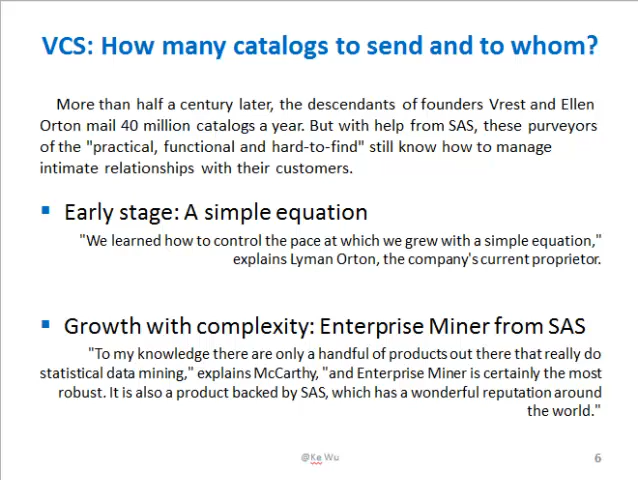 VCS: How many catalogs to send and to whom?
More than half a century later, the descendants of founders Vrest and Ellen
Orton mail 40 million catalogs a year. But with help from SAS, these purveyors
of the "practical, functional and hard-to-find" still know how to manage
intimate relationships with their customers.
▪ Early stage: A simple equation
"We learned how to control the pace at which we grew with a simple equation,"
explains Lyman Orton, the company's current proprietor.
▪ Growth with complexity: Enterprise Miner from SAS
"To my knowledge there are only a handful of products out there that really do
statistical data mining," explains McCarthy, "and Enterprise Miner is certainly the most
robust. It is also a product backed by SAS, which has a wonderful reputation around
the world."
@Ke Wu
6